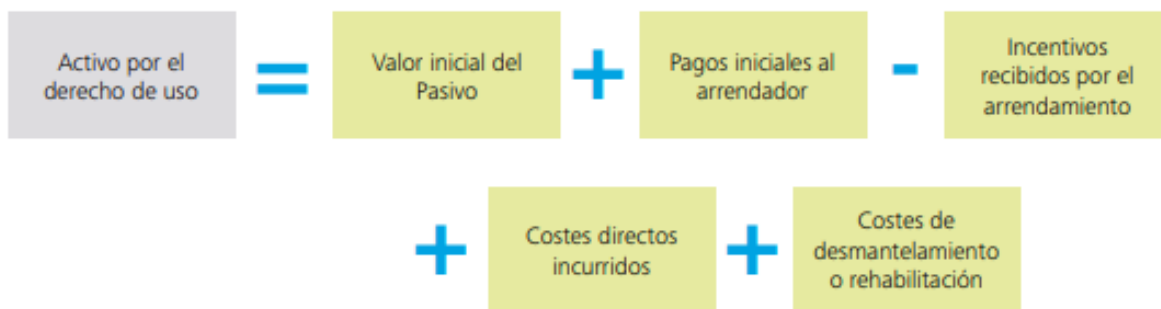 Activo por el
derecho de uso
=
Valor inicial del
Pasivo
+
Pagos iniciales al
arrendador
-
Incentivos
recibidos por el
arrendamiento
+
Costes directos
incurridos
+
Costes de
desmantelamiento
o rehabilitación